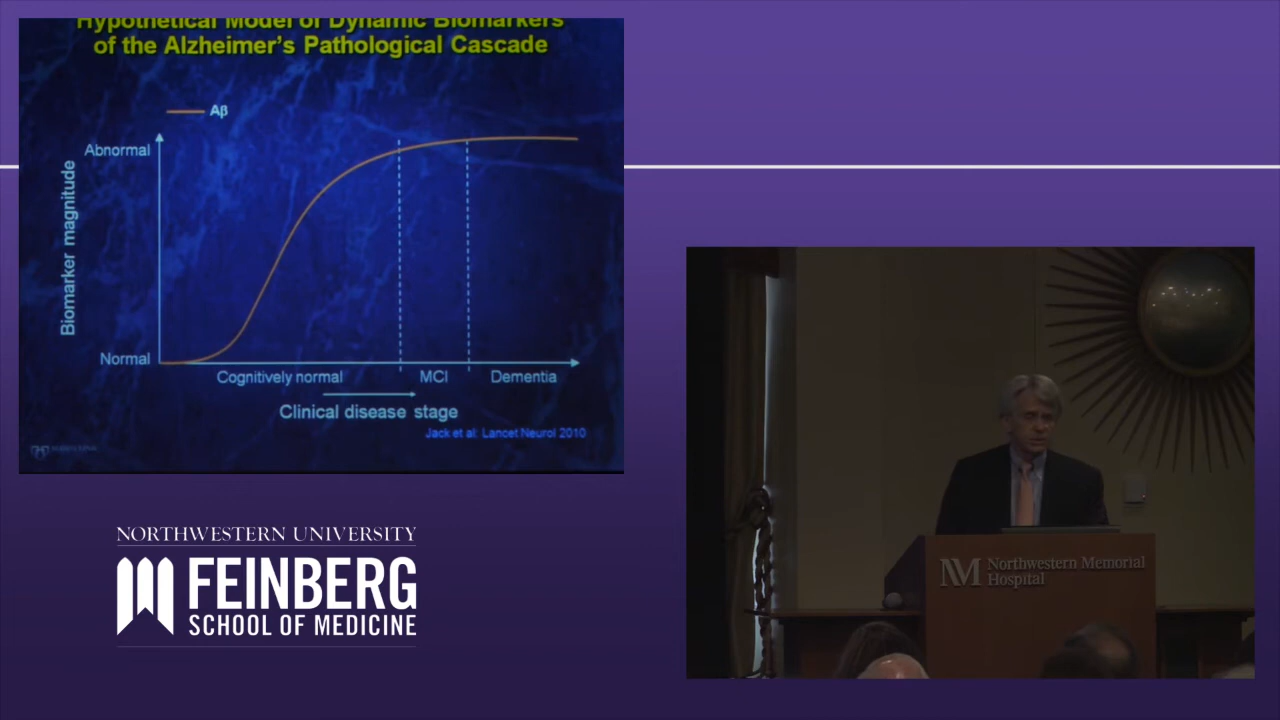 Hypothetical Model of Dynamic Biomarkers
of the Alzheimer's Pathological Cascade
Aβ
Abnormal
Biomarker magnitude
Normal
Cognitively normal
MCI
Dementia
Clinical disease stage
Jack et al: Lancet Neurol 2010
NORTHWESTERN UNIVERSITY
FEINBERG
SCHOOL OF MEDICINE
NM Northwestern Memorial
Hospital